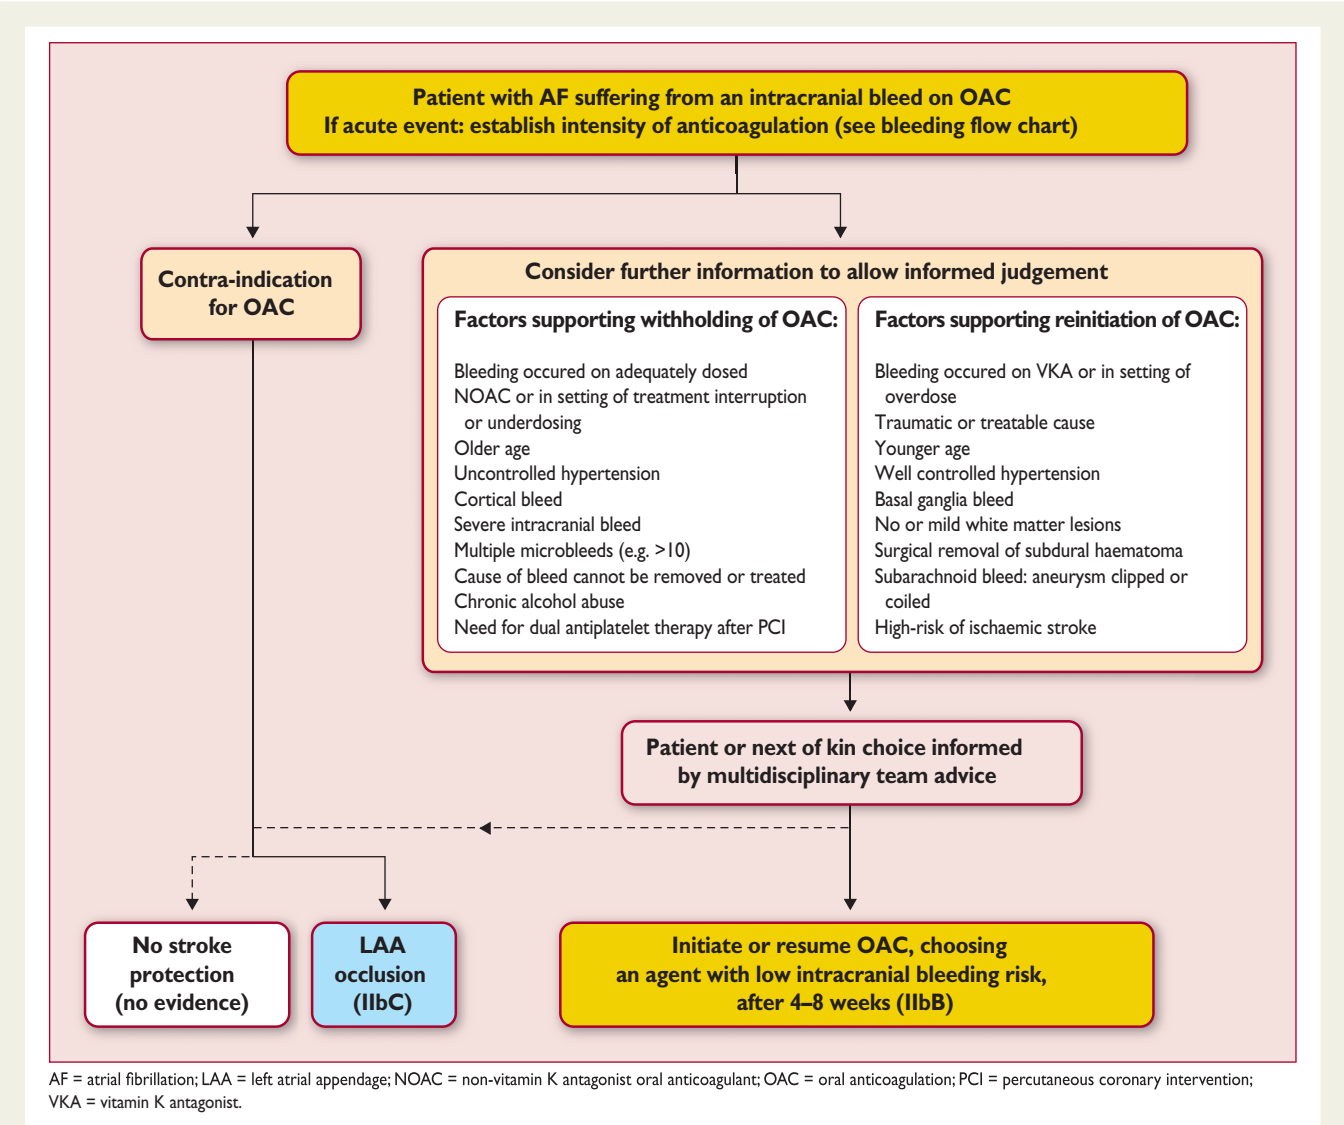 Patient with AF suffering from an intracranial bleed on OAC
If acute event: establish intensity of anticoagulation (see bleeding flow chart)
Contra-indication
for OAC
Consider further information to allow informed judgement
Factors supporting withholding of OAC:
Bleeding occured on adequately dosed
NOAC or in setting of treatment interruption
or underdosing
Older age
Uncontrolled hypertension
Cortical bleed
Severe intracranial bleed
Multiple microbleeds (e.g. >10)
Cause of bleed cannot be removed or treated
Chronic alcohol abuse
Need for dual antiplatelet therapy after PCI
Factors supporting reinitiation of OAC:
Bleeding occured on VKA or in setting of
overdose
Traumatic or treatable cause
Younger age
Well controlled hypertension
Basal ganglia bleed
No or mild white matter lesions
Surgical removal of subdural haematoma
Subarachnoid bleed: aneurysm clipped or
coiled
High-risk of ischaemic stroke
Patient or next of kin choice informed
by multidisciplinary team advice
No stroke
protection
(no evidence)
LAA
occlusion
(IIbC)
Initiate or resume OAC, choosing
an agent with low intracranial bleeding risk,
after 4–8 weeks (IIbB)
AF = atrial fibrillation; LAA = left atrial appendage; NOAC = non-vitamin K antagonist oral anticoagulant; OAC = oral anticoagulation; PCI = percutaneous coronary intervention;
VKA = vitamin K antagonist.